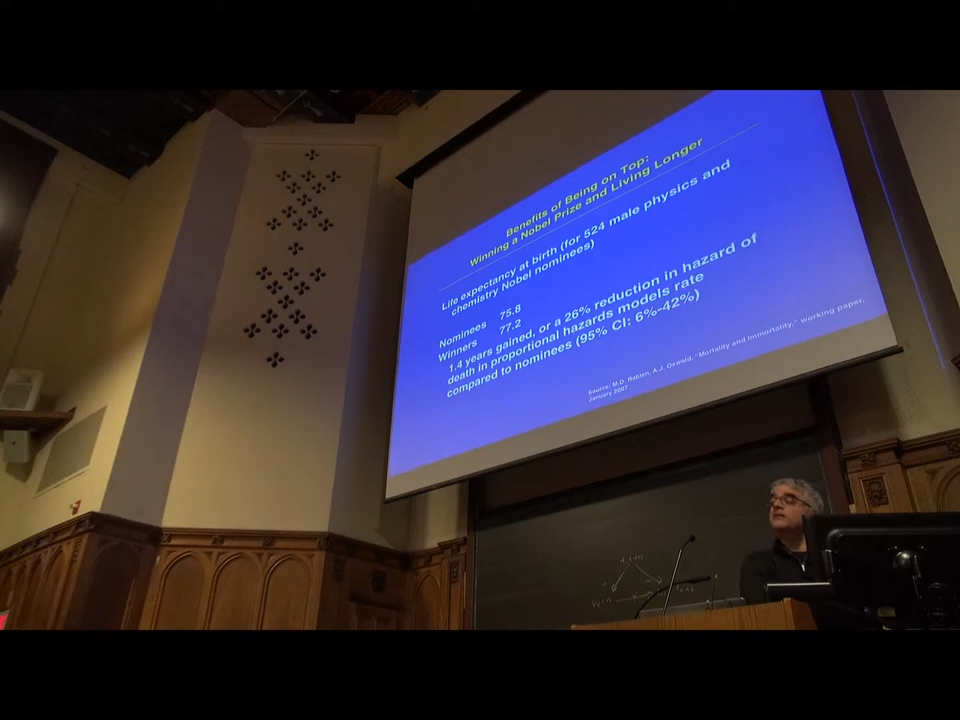 Benefits of Being on Top:
Winning a Nobel Prize and Living Longer
Life expectancy at birth (for 524 male physics and
chemistry Nobel nominees)
Nominees 75.8
Winners 77.2
1.4 years gained, or a 26% reduction in hazard of
death in proportional hazards models rate
compared to nominees (95% CI: 6%-42%)
Source: M.D. Rablen, A.J. Oswald, "Mortality and Immortality," working paper,
January 2007